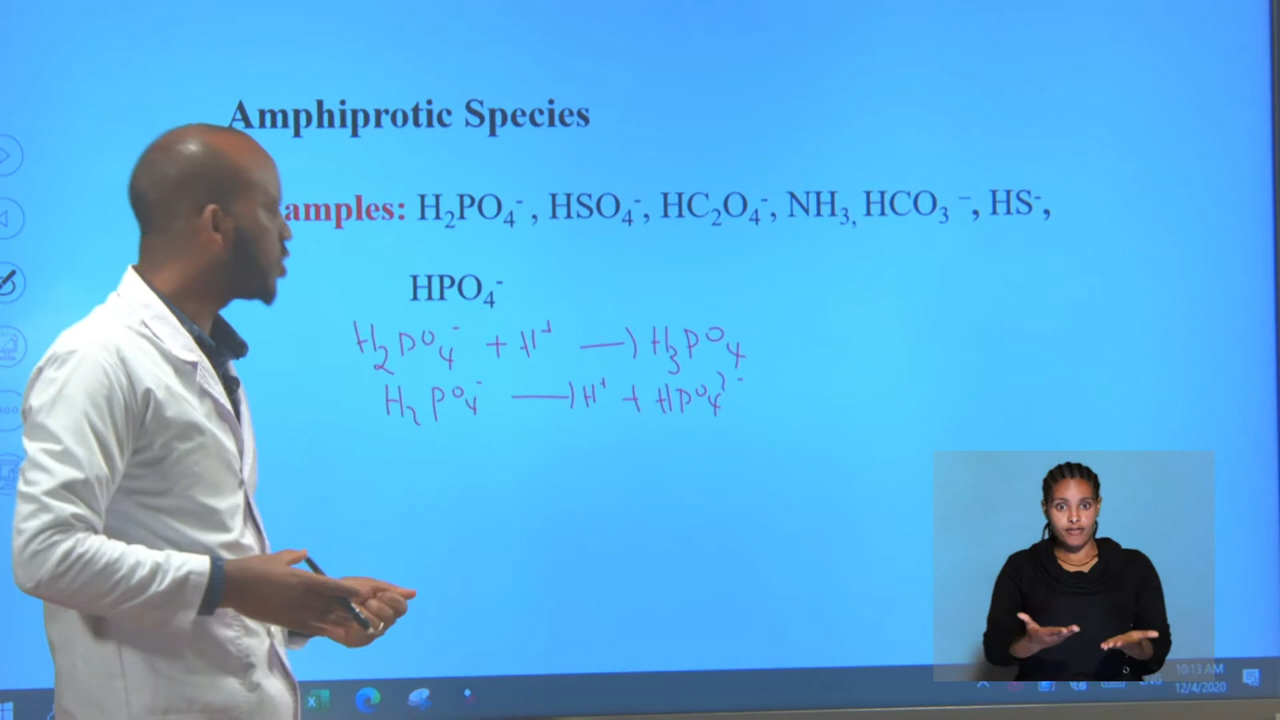 Amphiprotic Species
amples: H₂PO₄⁻ , HSO₄⁻, HC₂O₄⁻, NH₃, HCO₃ ⁻, HS⁻,
HPO₄⁻
H₂PO₄⁻ + H⁺ ⟶ H₃PO₄
H₂PO₄⁻ ⟶ H⁺ + HPO₄²⁻
10:13 AM
ENG
12/4/2020